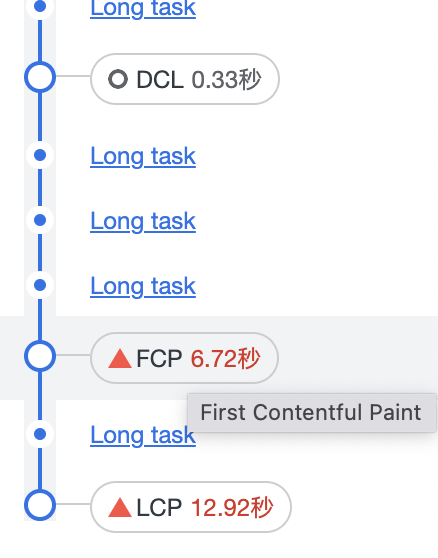 Long task
DCL 0.33秒
Long task
Long task
Long task
FCP 6.72秒
First Contentful Paint
Long task
LCP 12.92秒